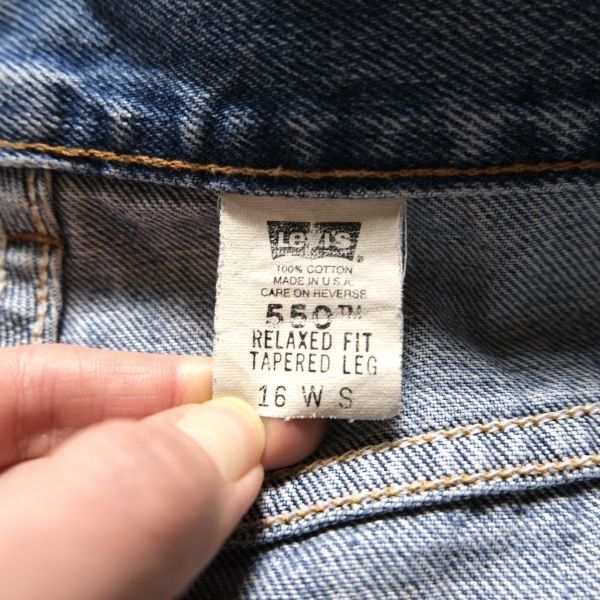 Levi's®
100% COTTON
MADE IN U.S.A.
CARE ON REVERSE
550™
RELAXED FIT
TAPERED LEG
16 W S